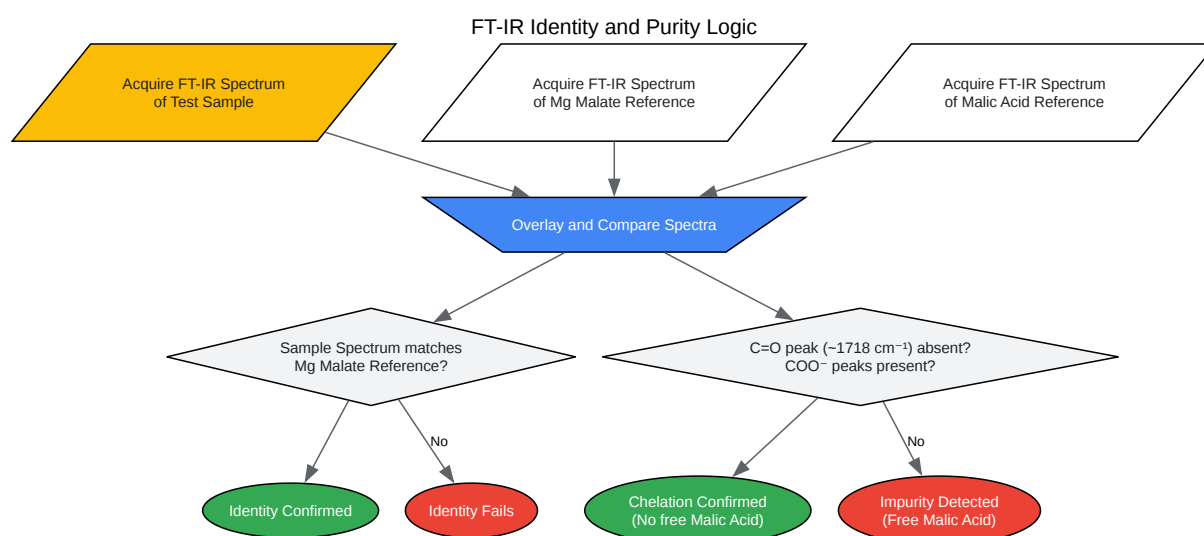 FT-IR Identity and Purity Logic
Acquire FT-IR Spectrum
of Test Sample
Acquire FT-IR Spectrum
of Mg Malate Reference
Acquire FT-IR Spectrum
of Malic Acid Reference
Overlay and Compare Spectra
Sample Spectrum matches
Mg Malate Reference?
C=O peak (~1718 cm⁻¹) absent?
COO⁻ peaks present?
No
No
Identity Confirmed
Identity Fails
Chelation Confirmed
(No free Malic Acid)
Impurity Detected
(Free Malic Acid)